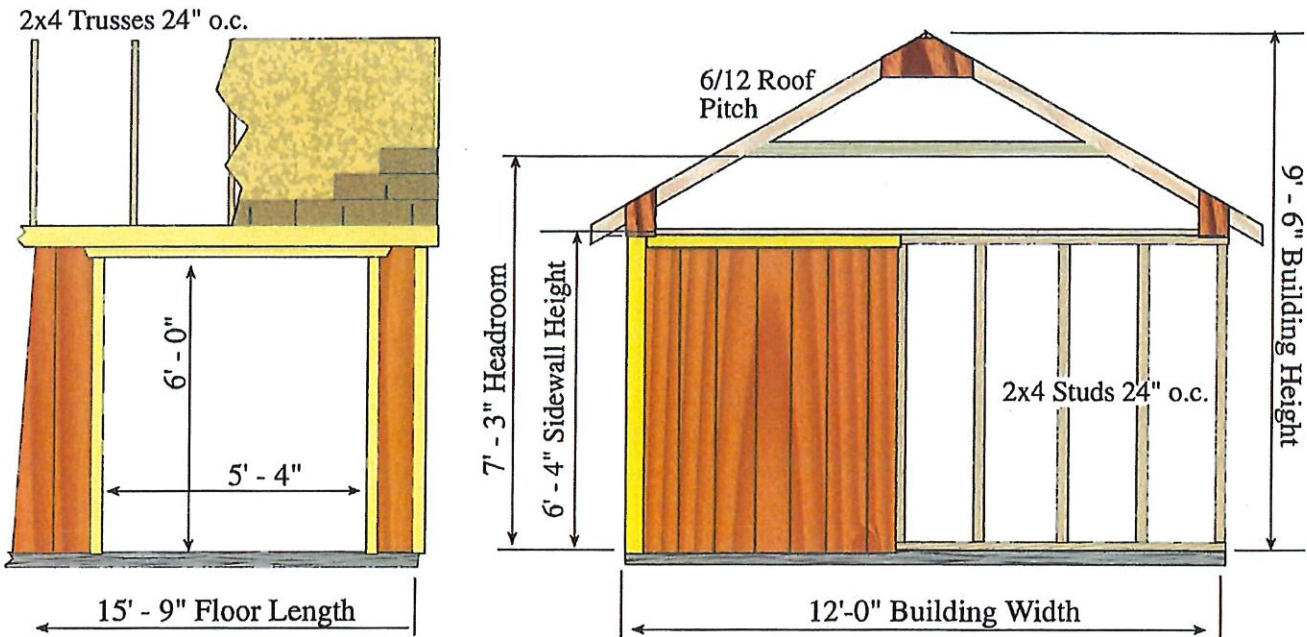 2x4 Trusses 24" o.c.
6' - 0"
5' - 4"
15' - 9" Floor Length
6/12 Roof
Pitch
7' - 3" Headroom
6' - 4" Sidewall Height
2x4 Studs 24" o.c.
9' - 6" Building Height
12'-0" Building Width